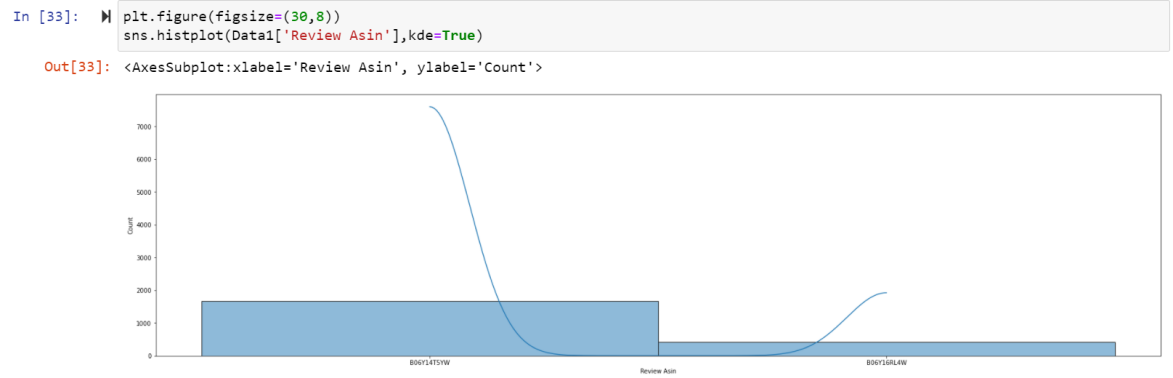 In [33]:
plt.figure(figsize=(30,8))
sns.histplot(Data1['Review Asin'],kde=True)
Out[33]: <AxesSubplot:xlabel='Review Asin', ylabel='Count'>
7000
6000
5000
4000
3000
2000
1000
0
Count
B06Y14T5YW
B06Y16RL4W
Review Asin